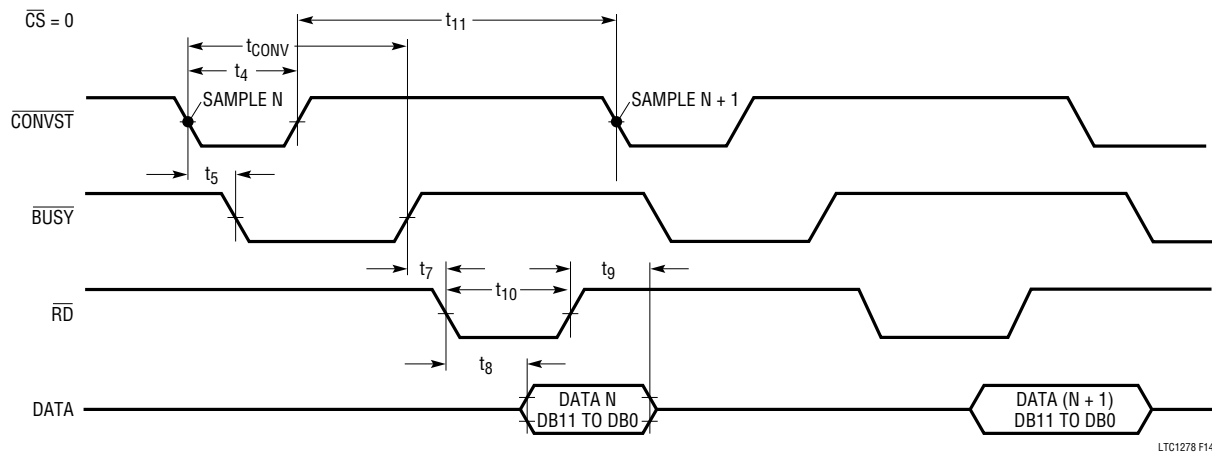 CS = 0
t11
tCONV
t4
SAMPLE N
SAMPLE N + 1
CONVST
t5
BUSY
t7
t9
t10
RD
t8
DATA
DATA N
DB11 TO DB0
DATA (N + 1)
DB11 TO DB0
LTC1278 F14